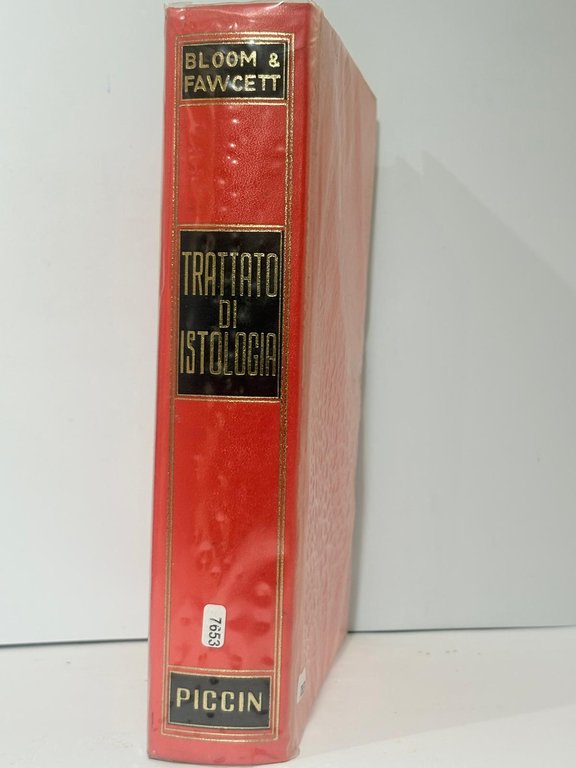 BLOOM &
FAWCETT
TRATTATO
DI
ISTOLOGIA
7653
PICCIN